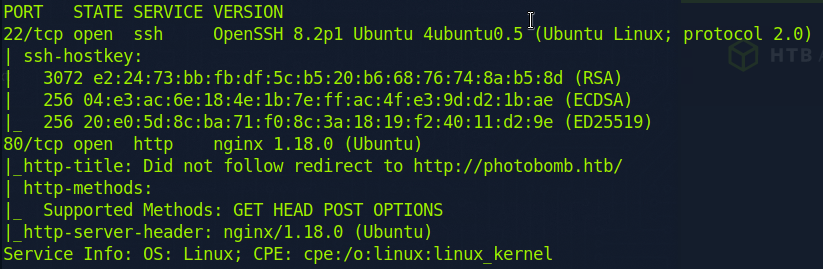 PORT   STATE SERVICE VERSION
22/tcp open  ssh     OpenSSH 8.2p1 Ubuntu 4ubuntu0.5 (Ubuntu Linux; protocol 2.0)
| ssh-hostkey:
|   3072 e2:24:73:bb:fb:df:5c:b5:20:b6:68:76:74:8a:b5:8d (RSA)
|   256 04:e3:ac:6e:18:4e:1b:7e:ff:ac:4f:e3:9d:d2:1b:ae (ECDSA)
|_  256 20:e0:5d:8c:ba:71:f0:8c:3a:18:19:f2:40:11:d2:9e (ED25519)
80/tcp open  http    nginx 1.18.0 (Ubuntu)
|_http-title: Did not follow redirect to http://photobomb.htb/
| http-methods:
|_  Supported Methods: GET HEAD POST OPTIONS
|_http-server-header: nginx/1.18.0 (Ubuntu)
Service Info: OS: Linux; CPE: cpe:/o:linux:linux_kernel
HTB